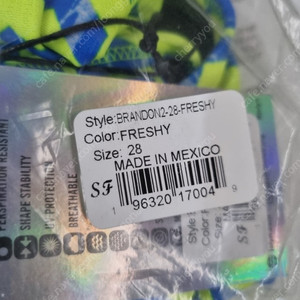 Style:BRANDON2-28-FRESHY
Color:FRESHY
Size: 28
MADE IN MEXICO
SF
1 96320 17004 9
PERSPIRATION RESISTANT
SHAPE STABILITY
UV PROTECTION
BREATHABLE